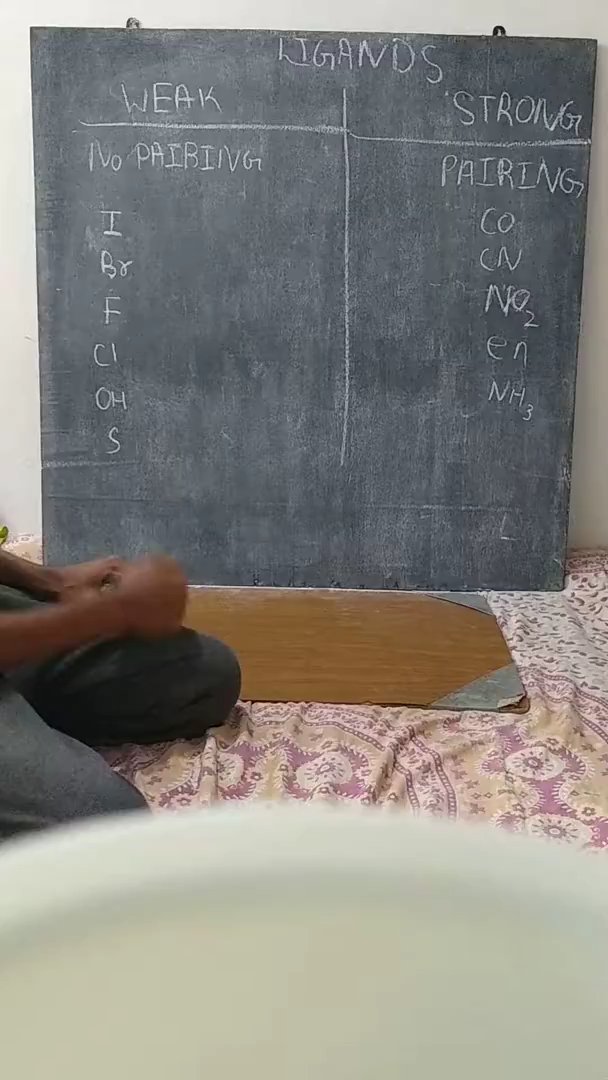 LIGANDS
WEAK STRONG
NO PAIRING PAIRING
I CO
Br CN
F NO2
Cl en
OH NH3
S